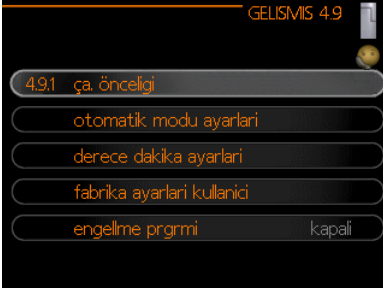 GELISMIS 4.9
4.9.1 ça. önceligi
otomatik modu ayarlari
derece dakika ayarlari
fabrika ayarlari kullanici
engellme prgrmi kapali